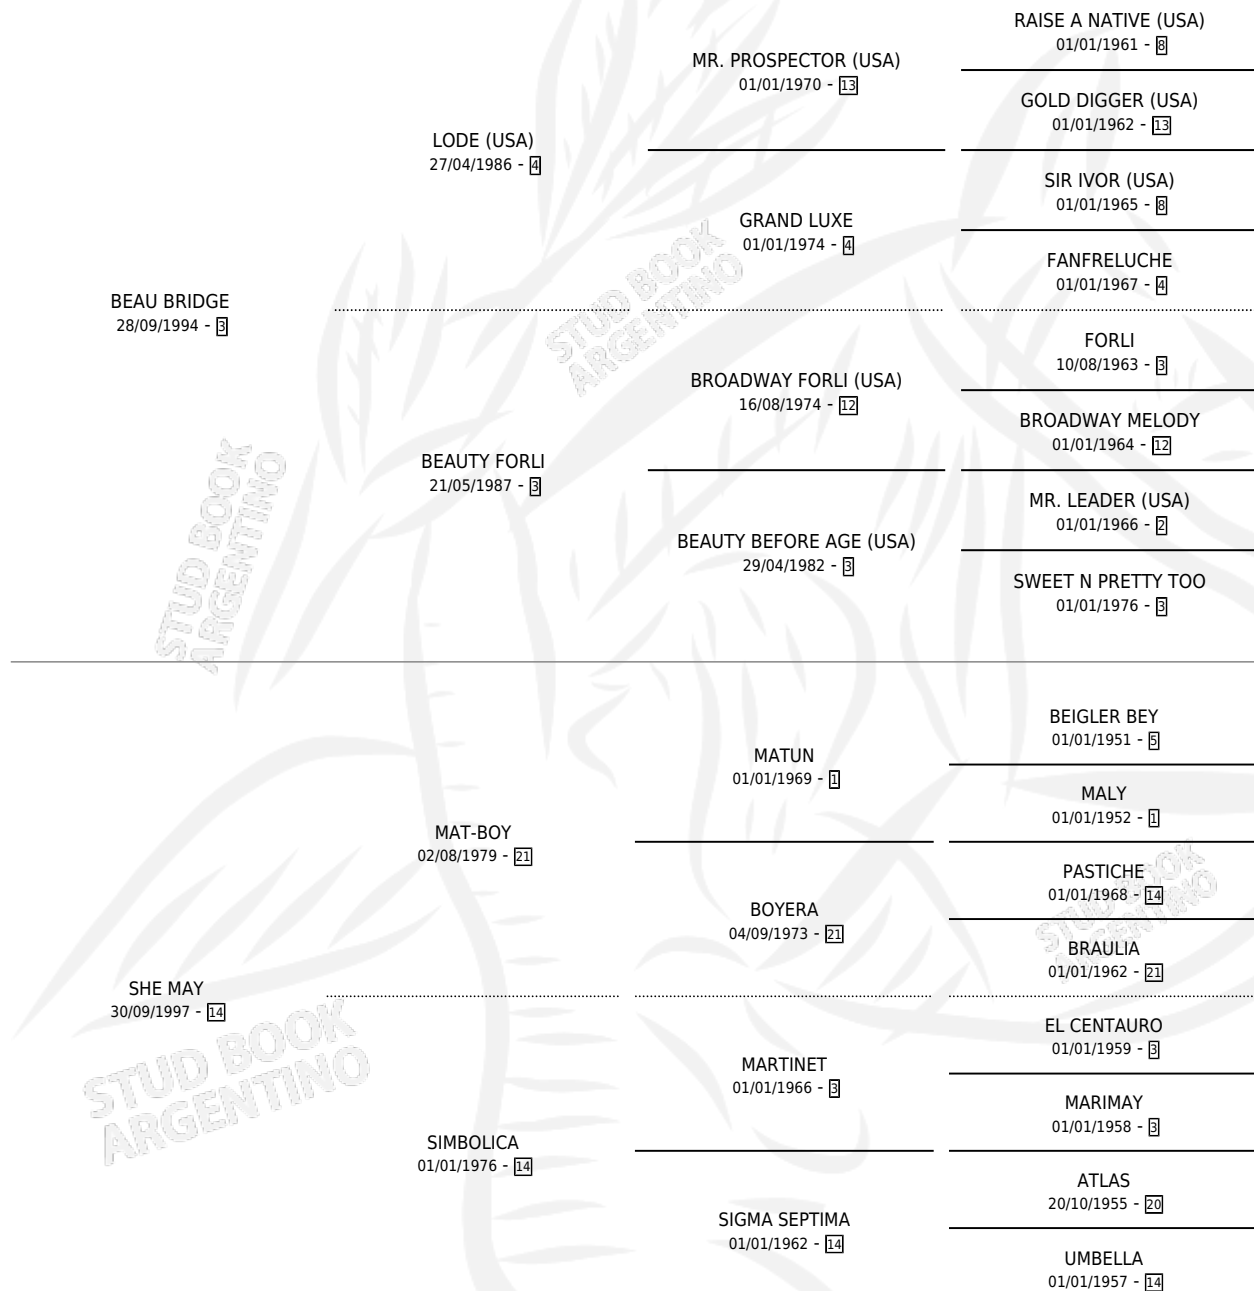 RAISE A NATIVE (USA)
01/01/1961 - 8
MR. PROSPECTOR (USA)
01/01/1970 - 13
GOLD DIGGER (USA)
01/01/1962 - 13
LODE (USA)
27/04/1986 - 4
SIR IVOR (USA)
01/01/1965 - 8
GRAND LUXE
01/01/1974 - 4
FANFRELUCHE
01/01/1967 - 4
BEAU BRIDGE
28/09/1994 - 3
FORLI
10/08/1963 - 3
BROADWAY FORLI (USA)
16/08/1974 - 12
BROADWAY MELODY
01/01/1964 - 12
BEAUTY FORLI
21/05/1987 - 3
MR. LEADER (USA)
01/01/1966 - 2
BEAUTY BEFORE AGE (USA)
29/04/1982 - 3
SWEET N PRETTY TOO
01/01/1976 - 3
BEIGLER BEY
01/01/1951 - 5
MATUN
01/01/1969 - 1
MALY
01/01/1952 - 1
MAT-BOY
02/08/1979 - 21
PASTICHE
01/01/1968 - 14
BOYERA
04/09/1973 - 21
BRAULIA
01/01/1962 - 21
SHE MAY
30/09/1997 - 14
EL CENTAURO
01/01/1959 - 3
MARTINET
01/01/1966 - 3
MARIMAY
01/01/1958 - 3
SIMBOLICA
01/01/1976 - 14
ATLAS
20/10/1955 - 20
SIGMA SEPTIMA
01/01/1962 - 14
UMBELLA
01/01/1957 - 14
STUD BOOK
ARGENTINO
STUD BOOK
ARGENTINO
STUD BOOK
ARGENTINO
STUD BOOK
ARGENTINO